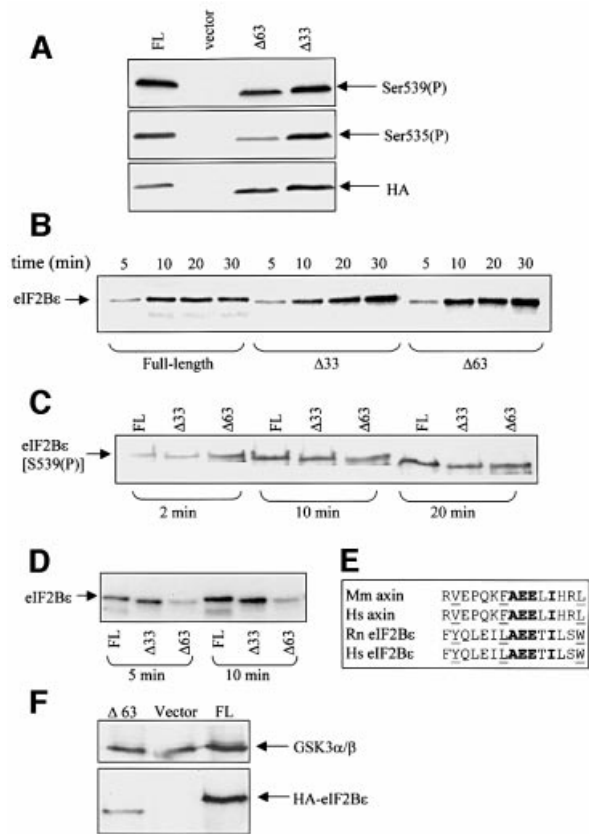 A
FL vector Δ63 Δ33
Ser539(P)
Ser535(P)
HA
B
time (min) 5 10 20 30 5 10 20 30 5 10 20 30
eIF2Bε
Full-length Δ33 Δ63
C
FL Δ33 Δ63 FL Δ33 Δ63 FL Δ33 Δ63
eIF2Bε
[S539(P)]
2 min 10 min 20 min
D
eIF2Bε
FL Δ33 Δ63 FL Δ33 Δ63
5 min 10 min
E
Mm axin RVEPQKFAEELIHRL
Hs axin RVEPQKFAEELIHRL
Rn eIF2Bε FYQLEILAEETILSW
Hs eIF2Bε FYQLEILAEETILSW
F
Δ 63 Vector FL
GSK3α/β
HA-eIF2Bε